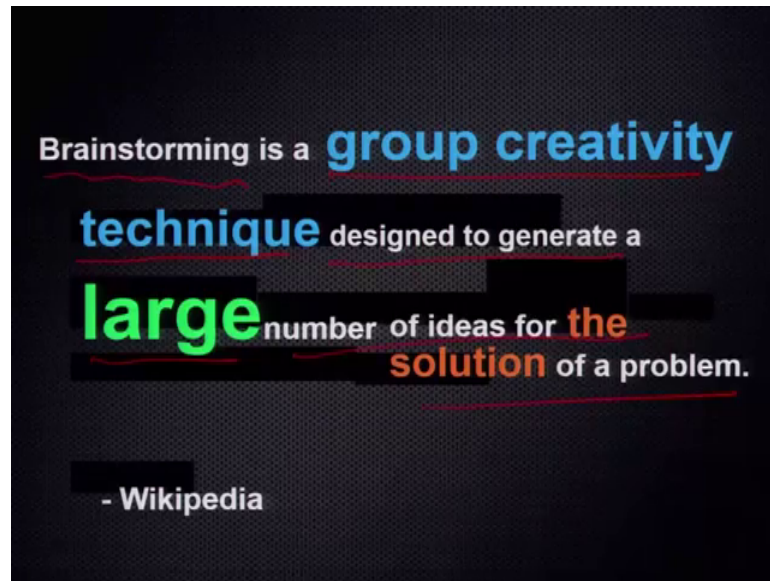 Brainstorming is a group creativity
technique designed to generate a
large number of ideas for the
solution of a problem.
- Wikipedia